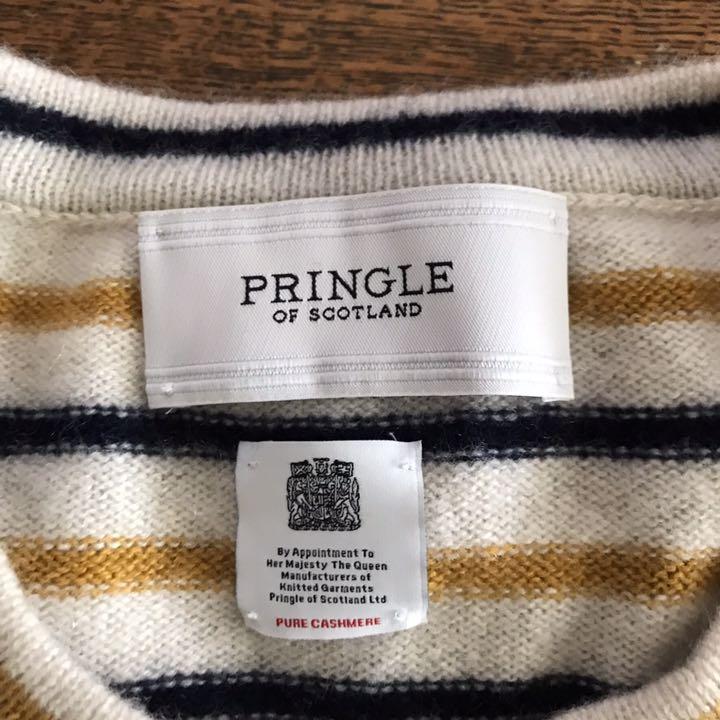 PRINGLE
OF SCOTLAND
By Appointment To
Her Majesty The Queen
Manufacturers of
Knitted Garments
Pringle of Scotland Ltd
PURE CASHMERE